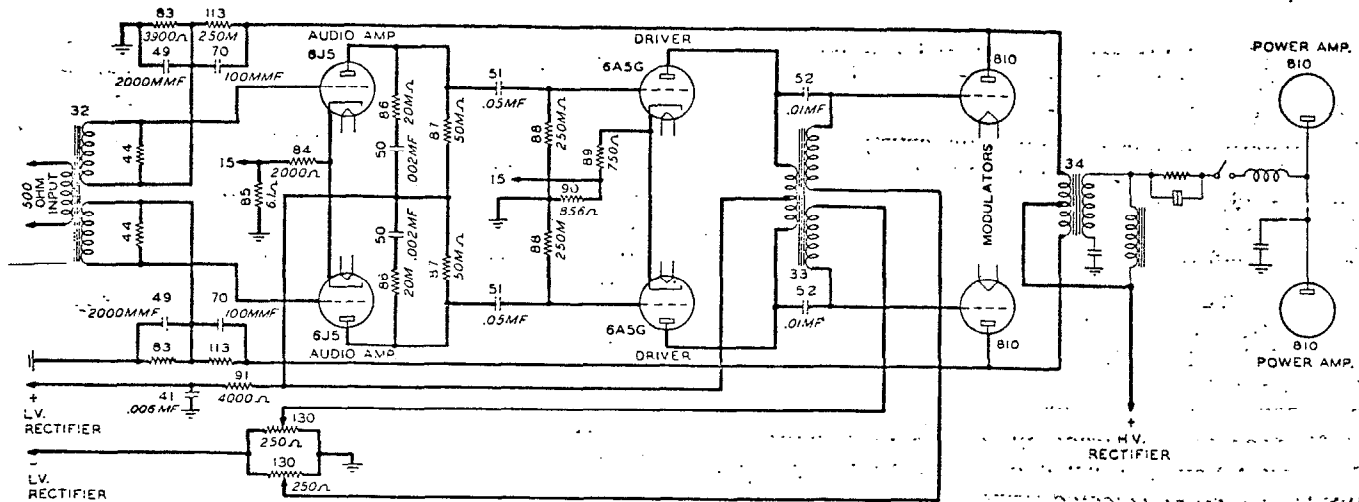 83
3900Ω
49
2000MMF
113
250M
70
100MMF
AUDIO AMP
6J5
DRIVER
6A5G
810
POWER AMP.
810
32
44
500
OHM
INPUT
44
15
84
2000Ω
85
86
20MΩ
50
.002MF
87
50MΩ
51
.05MF
88
250MΩ
89
750Ω
15
90
856Ω
52
.01MF
MODULATORS
34
50
.002MF
86
20M
87
50MΩ
88
250M
33
51
.05MF
52
.01MF
49
2000MMF
70
100MMF
6J5
AUDIO AMP
6A5G
DRIVER
810
810
POWER AMP.
83
113
91
4000Ω
41
.006MF
+
L.V.
RECTIFIER
130
250Ω
130
250Ω
-
L.V.
RECTIFIER
+
H.V.
RECTIFIER